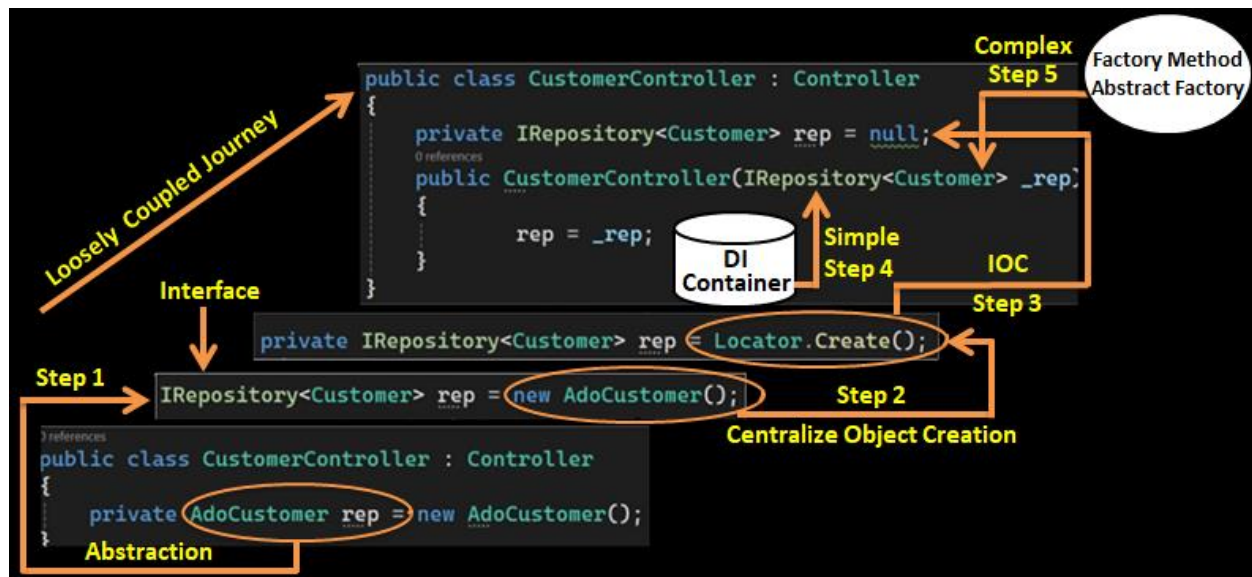 Complex
Step 5
Factory Method
Abstract Factory
public class CustomerController : Controller
{
private IRepository<Customer> rep = null;
0 references
public CustomerController(IRepository<Customer> _rep)
{
rep = _rep;
}
}
DI
Container
Simple
Step 4
IOC
Step 3
Loosely Coupled Journey
Interface
private IRepository<Customer> rep = Locator.Create();
Step 1
IRepository<Customer> rep = new AdoCustomer();
Step 2
Centralize Object Creation
0 references
public class CustomerController : Controller
{
private AdoCustomer rep = new AdoCustomer();
}
Abstraction